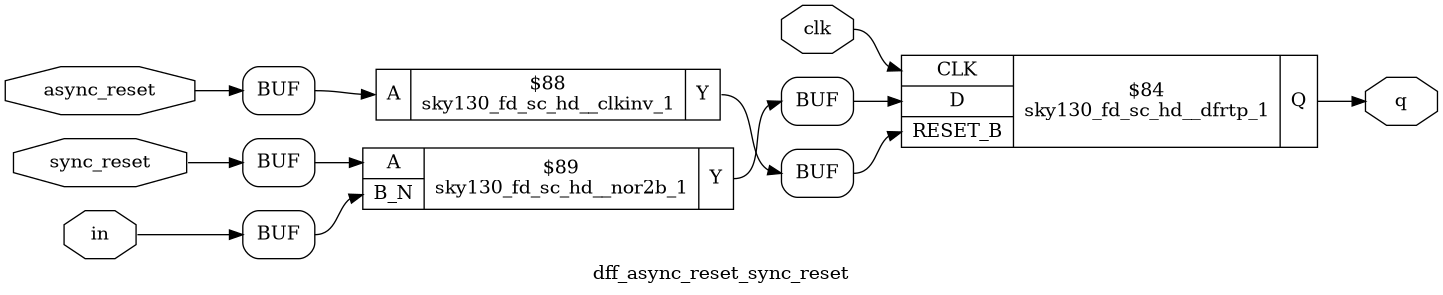 clk
async_reset
BUF
A
$88
sky130_fd_sc_hd__clkinv_1
Y
sync_reset
BUF
A
B_N
$89
sky130_fd_sc_hd__nor2b_1
Y
in
BUF
BUF
BUF
CLK
D
RESET_B
$84
sky130_fd_sc_hd__dfrtp_1
Q
q
dff_async_reset_sync_reset